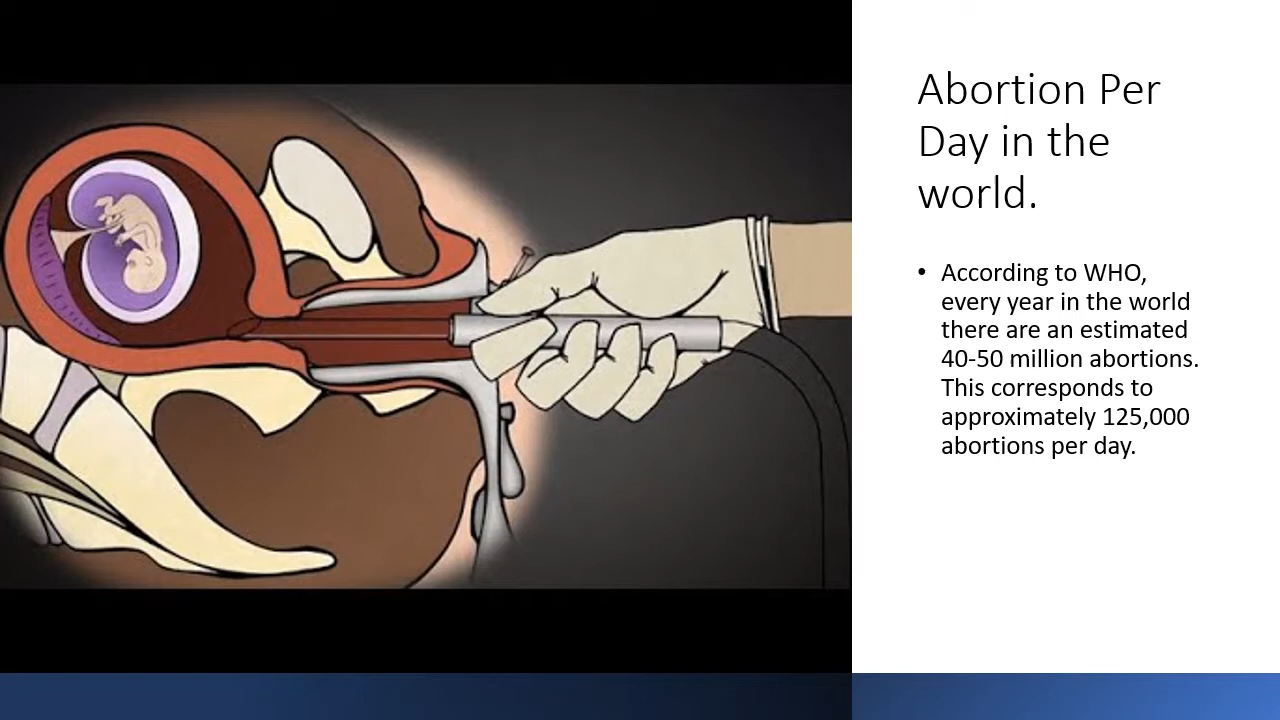 Abortion Per
Day in the
world.
• According to WHO,
every year in the world
there are an estimated
40-50 million abortions.
This corresponds to
approximately 125,000
abortions per day.